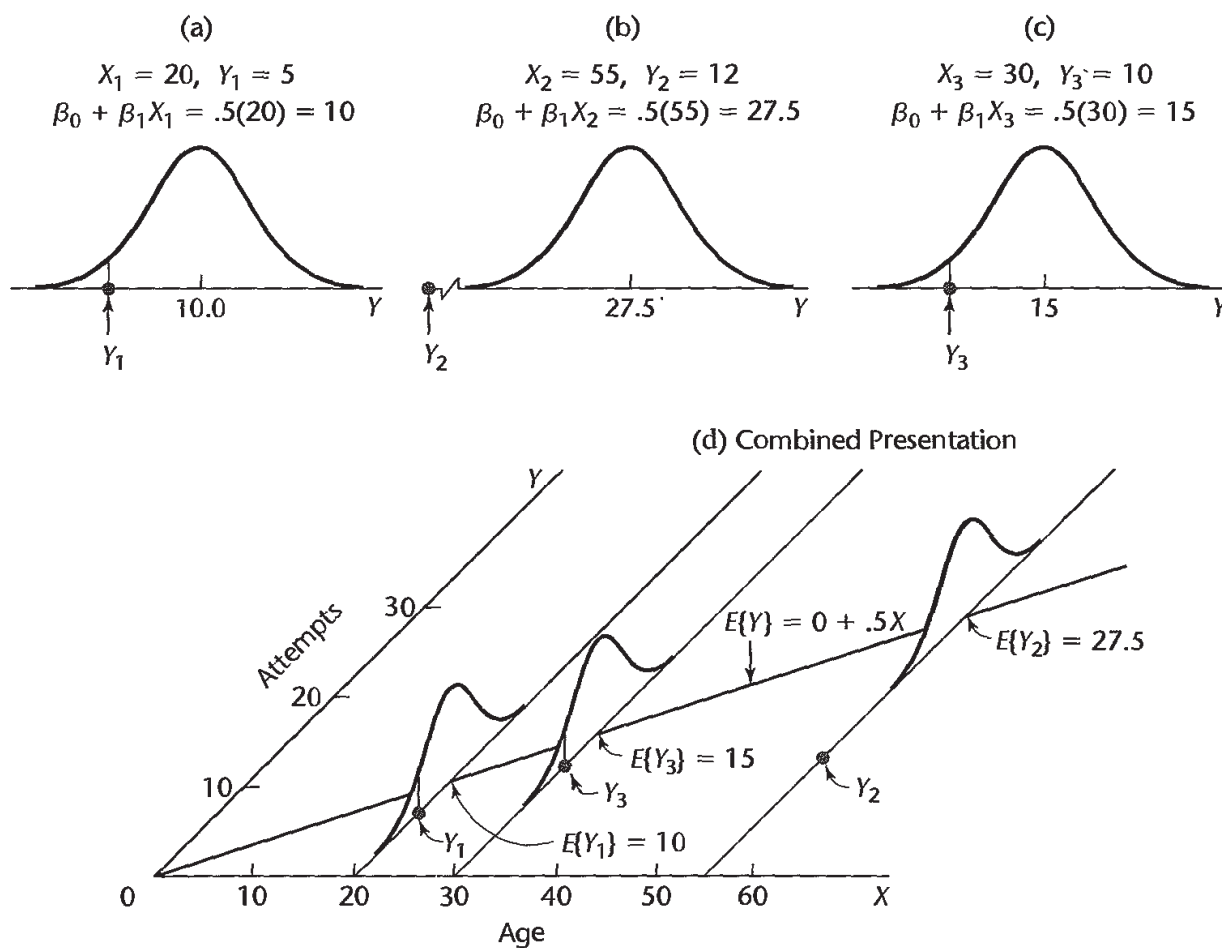 (a)
X₁ = 20, Y₁ = 5
β₀ + β₁X₁ = .5(20) = 10
10.0
Y
Y₁
(b)
X₂ = 55, Y₂ = 12
β₀ + β₁X₂ = .5(55) = 27.5
27.5
Y
Y₂
(c)
X₃ = 30, Y₃ = 10
β₀ + β₁X₃ = .5(30) = 15
15
Y
Y₃
(d) Combined Presentation
Y
Attempts
30
20
10
E{Y} = 0 + .5X
E{Y₂} = 27.5
E{Y₃} = 15
Y₃
Y₂
Y₁
E{Y₁} = 10
0
10
20
30
40
50
60
X
Age